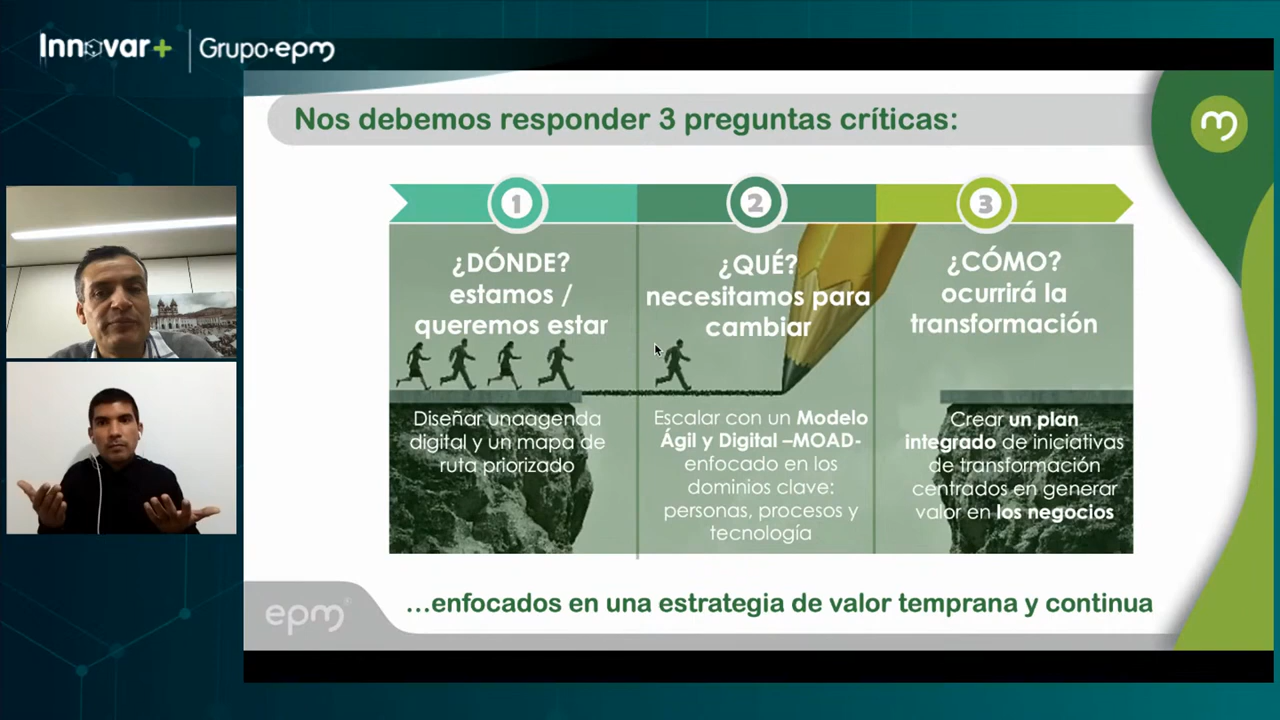 Innovar+
Grupo·epm
Nos debemos responder 3 preguntas críticas:
m
1
2
3
¿DÓNDE?
estamos /
queremos estar
¿QUÉ?
necesitamos para
cambiar
¿CÓMO?
ocurrirá la
transformación
Diseñar unaagenda
digital y un mapa de
ruta priorizado
Escalar con un Modelo
Ágil y Digital –MOAD-
enfocado en los
dominios clave:
personas, procesos y
tecnología
Crear un plan
integrado de iniciativas
de transformación
centrados en generar
valor en los negocios
epm®
...enfocados en una estrategia de valor temprana y continua